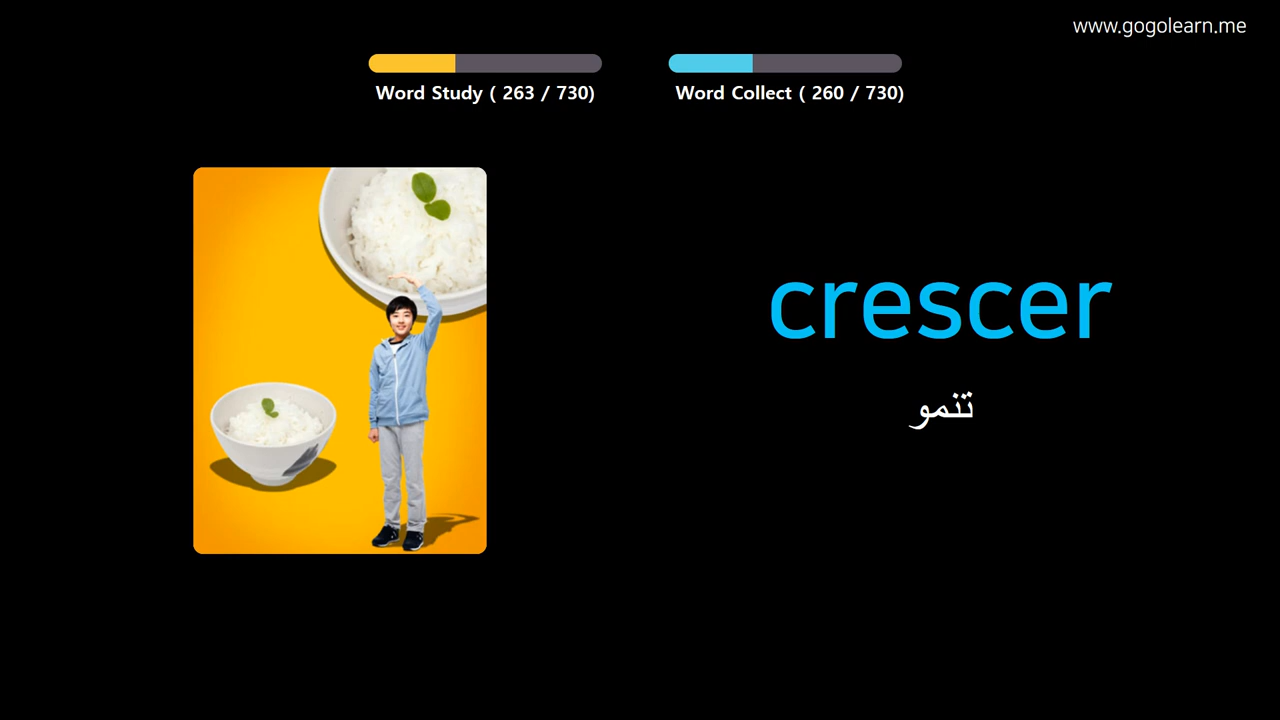 www.gogolearn.me
Word Study ( 263 / 730)
Word Collect ( 260 / 730)
crescer
تنمو